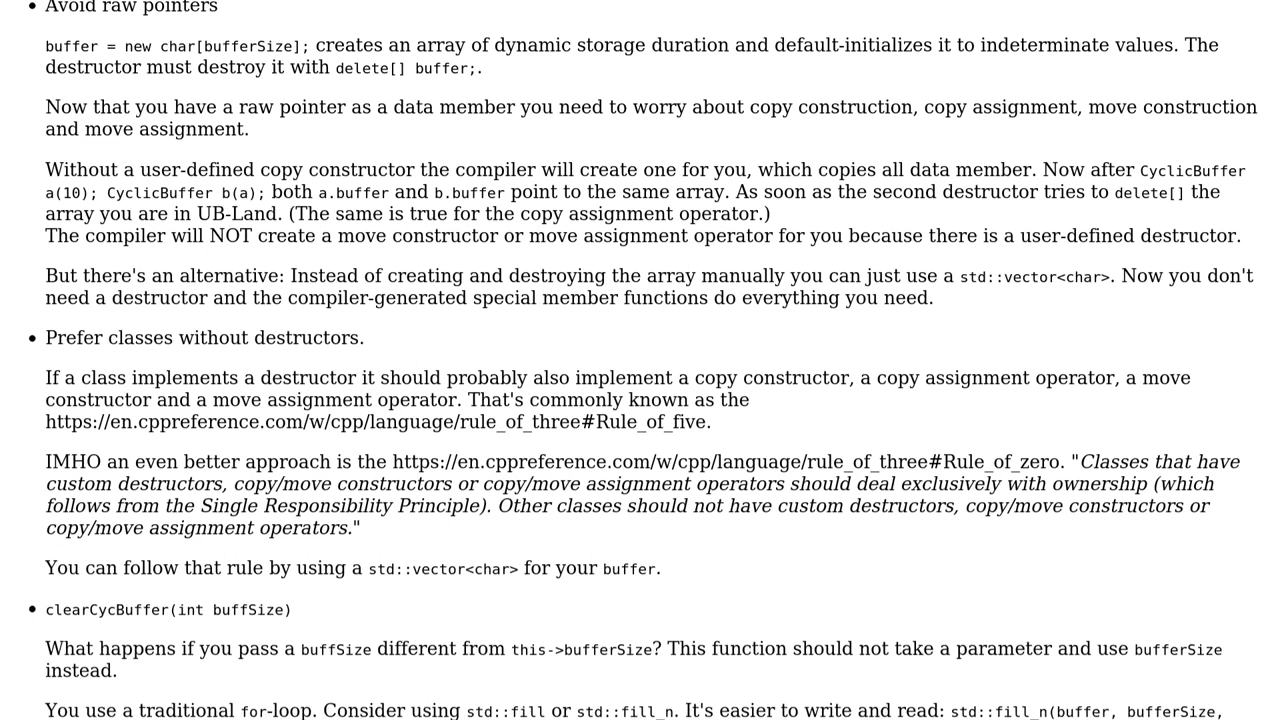 • Avoid raw pointers
buffer = new char[bufferSize]; creates an array of dynamic storage duration and default-initializes it to indeterminate values. The
destructor must destroy it with delete[] buffer;.
Now that you have a raw pointer as a data member you need to worry about copy construction, copy assignment, move construction
and move assignment.
Without a user-defined copy constructor the compiler will create one for you, which copies all data member. Now after CyclicBuffer
a(10); CyclicBuffer b(a); both a.buffer and b.buffer point to the same array. As soon as the second destructor tries to delete[] the
array you are in UB-Land. (The same is true for the copy assignment operator.)
The compiler will NOT create a move constructor or move assignment operator for you because there is a user-defined destructor.
But there's an alternative: Instead of creating and destroying the array manually you can just use a std::vector<char>. Now you don't
need a destructor and the compiler-generated special member functions do everything you need.
• Prefer classes without destructors.
If a class implements a destructor it should probably also implement a copy constructor, a copy assignment operator, a move
constructor and a move assignment operator. That's commonly known as the
https://en.cppreference.com/w/cpp/language/rule_of_three#Rule_of_five.
IMHO an even better approach is the https://en.cppreference.com/w/cpp/language/rule_of_three#Rule_of_zero. "Classes that have
custom destructors, copy/move constructors or copy/move assignment operators should deal exclusively with ownership (which
follows from the Single Responsibility Principle). Other classes should not have custom destructors, copy/move constructors or
copy/move assignment operators."
You can follow that rule by using a std::vector<char> for your buffer.
• clearCycBuffer(int buffSize)
What happens if you pass a buffSize different from this->bufferSize? This function should not take a parameter and use bufferSize
instead.
You use a traditional for-loop. Consider using std::fill or std::fill_n. It's easier to write and read: std::fill_n(buffer, bufferSize,